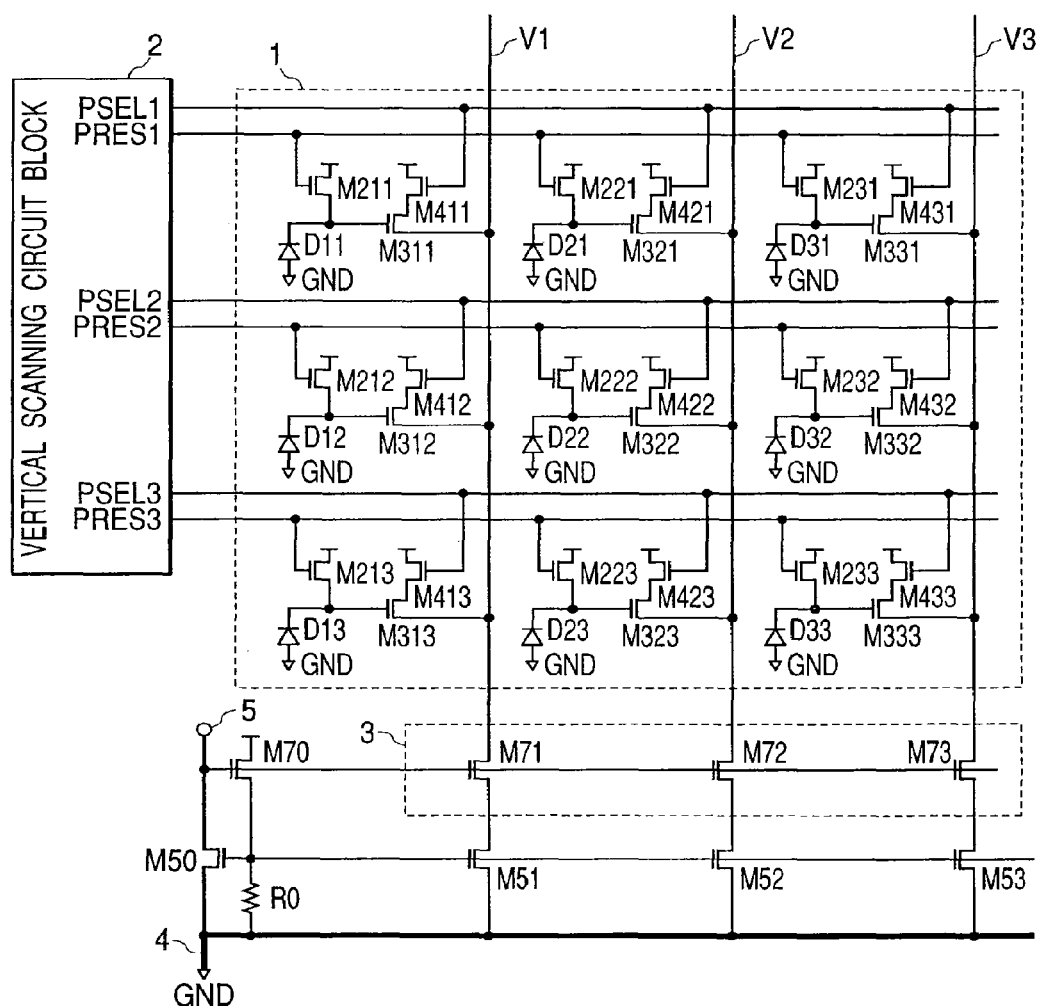 V1 V2 V3
2
1
VERTICAL SCANNING CIRCUIT BLOCK
PSEL1
PRES1
M211 M221 M231
M411 M421 M431
D11 M311 D21 M321 D31 M331
GND GND GND
PSEL2
PRES2
M212 M222 M232
M412 M422 M432
D12 M312 D22 M322 D32 M332
GND GND GND
PSEL3
PRES3
M213 M223 M233
M413 M423 M433
D13 M313 D23 M323 D33 M333
GND GND GND
5 3
M70 M71 M72 M73
M50 M51 M52 M53
R0
4
GND